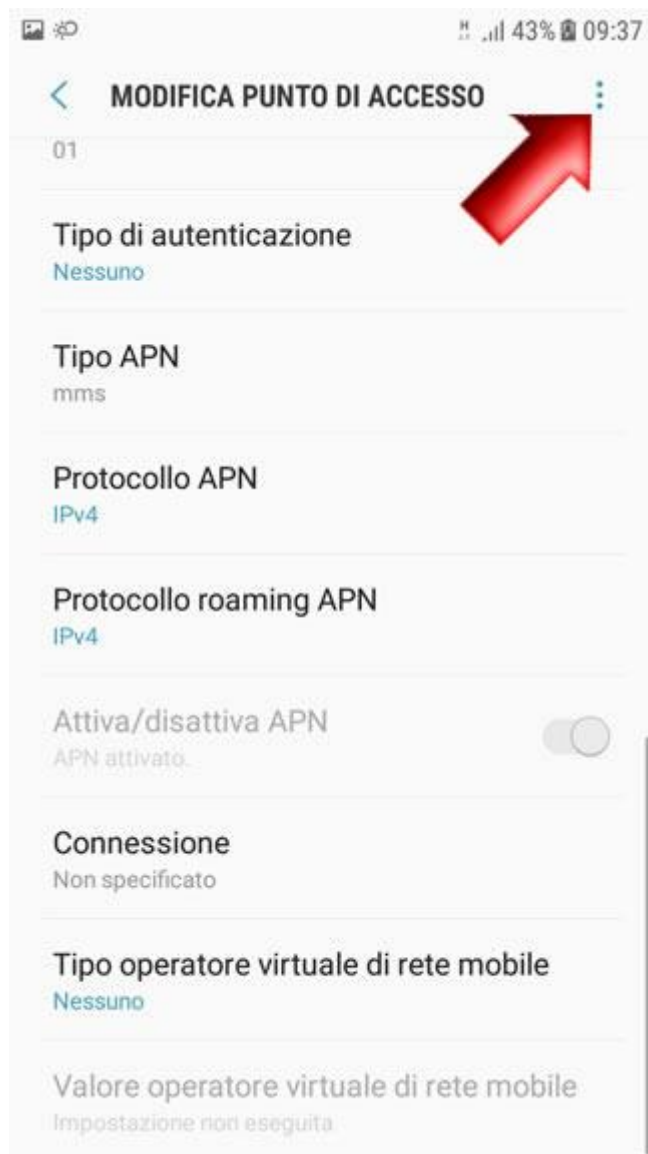 43% 09:37
MODIFICA PUNTO DI ACCESSO
01
Tipo di autenticazione
Nessuno
Tipo APN
mms
Protocollo APN
IPv4
Protocollo roaming APN
IPv4
Attiva/disattiva APN
APN attivato.
Connessione
Non specificato
Tipo operatore virtuale di rete mobile
Nessuno
Valore operatore virtuale di rete mobile
Impostazione non eseguita.